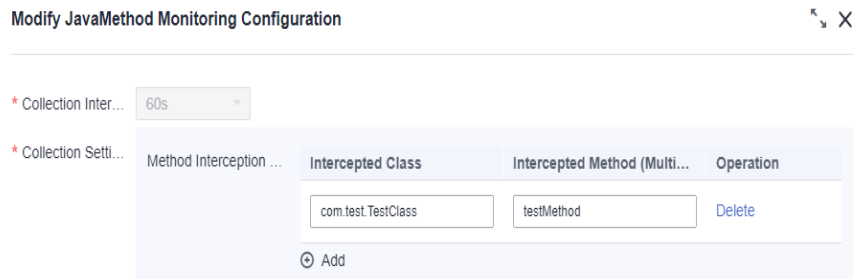 Modify JavaMethod Monitoring Configuration
* Collection Inter... 60s
* Collection Setti... Method Interception ... Intercepted Class Intercepted Method (Multi... Operation
com.test.TestClass testMethod Delete
Add